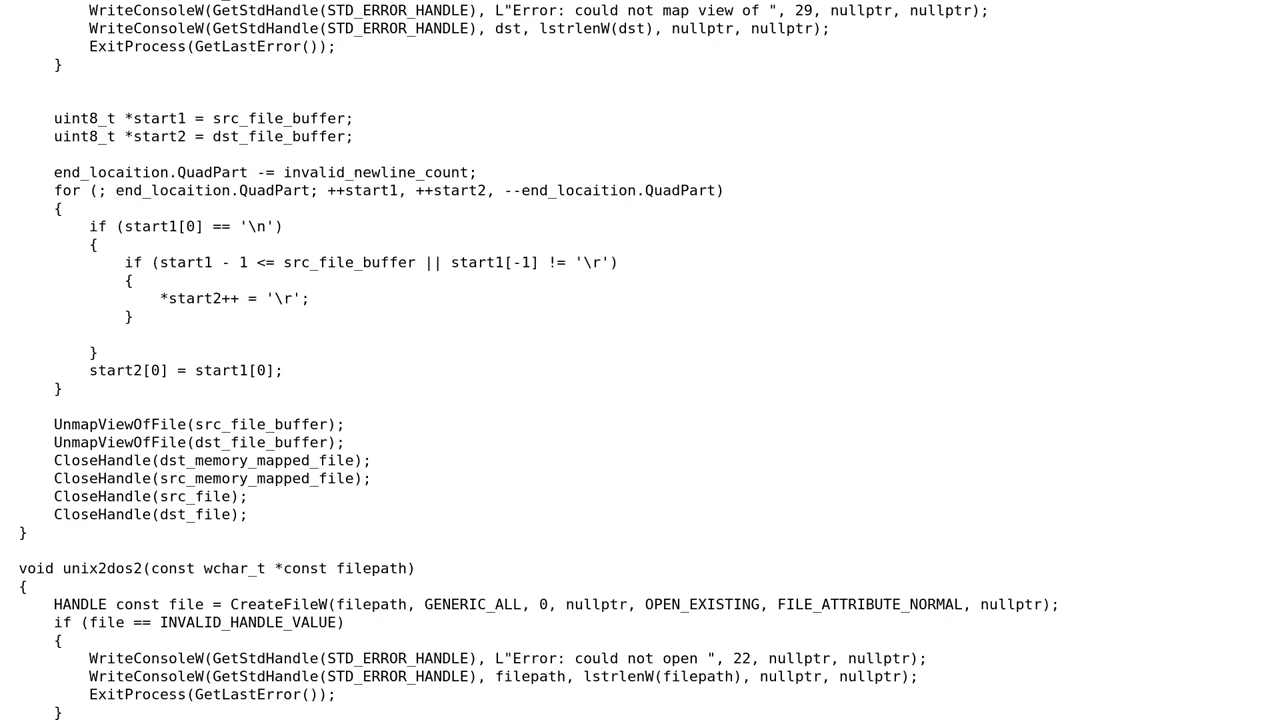 WriteConsoleW(GetStdHandle(STD_ERROR_HANDLE), L"Error: could not map view of ", 29, nullptr, nullptr);
        WriteConsoleW(GetStdHandle(STD_ERROR_HANDLE), dst, lstrlenW(dst), nullptr, nullptr);
        ExitProcess(GetLastError());
    }


    uint8_t *start1 = src_file_buffer;
    uint8_t *start2 = dst_file_buffer;

    end_locaition.QuadPart -= invalid_newline_count;
    for (; end_locaition.QuadPart; ++start1, ++start2, --end_locaition.QuadPart)
    {
        if (start1[0] == '\n')
        {
            if (start1 - 1 <= src_file_buffer || start1[-1] != '\r')
            {
                *start2++ = '\r';
            }

        }
        start2[0] = start1[0];
    }

    UnmapViewOfFile(src_file_buffer);
    UnmapViewOfFile(dst_file_buffer);
    CloseHandle(dst_memory_mapped_file);
    CloseHandle(src_memory_mapped_file);
    CloseHandle(src_file);
    CloseHandle(dst_file);
}

void unix2dos2(const wchar_t *const filepath)
{
    HANDLE const file = CreateFileW(filepath, GENERIC_ALL, 0, nullptr, OPEN_EXISTING, FILE_ATTRIBUTE_NORMAL, nullptr);
    if (file == INVALID_HANDLE_VALUE)
    {
        WriteConsoleW(GetStdHandle(STD_ERROR_HANDLE), L"Error: could not open ", 22, nullptr, nullptr);
        WriteConsoleW(GetStdHandle(STD_ERROR_HANDLE), filepath, lstrlenW(filepath), nullptr, nullptr);
        ExitProcess(GetLastError());
    }